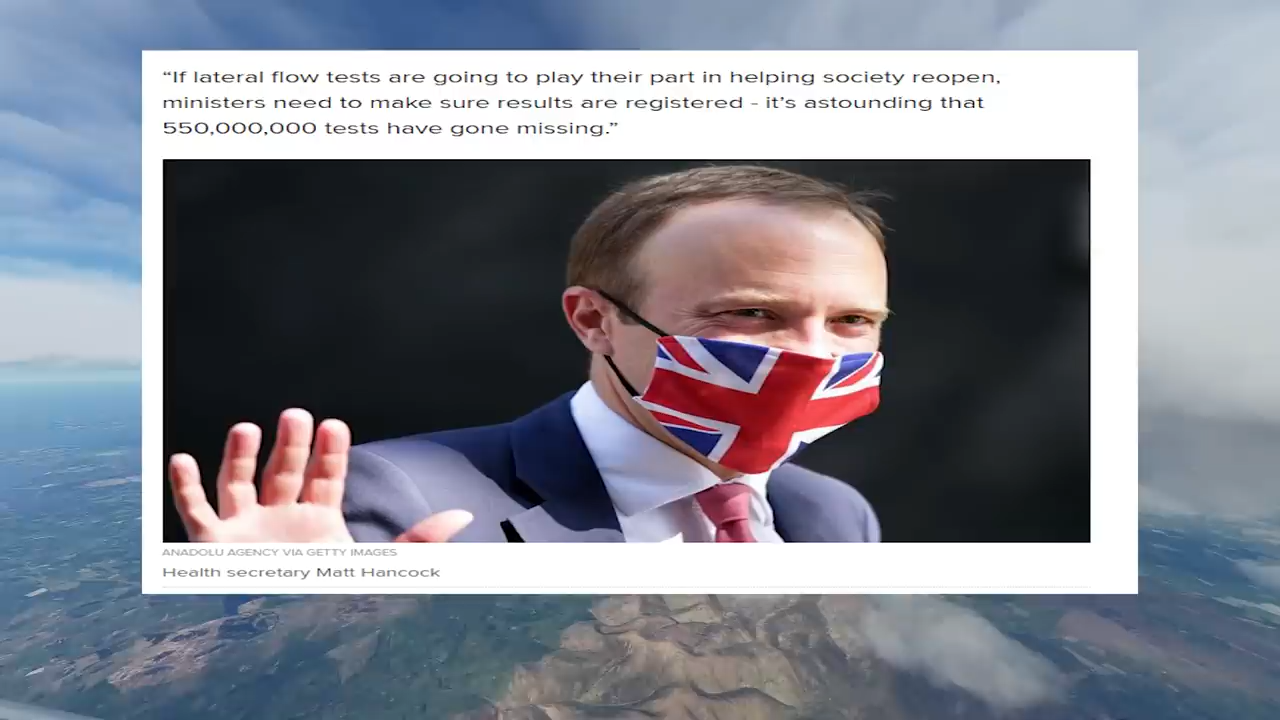 “If lateral flow tests are going to play their part in helping society reopen,
ministers need to make sure results are registered - it’s astounding that
550,000,000 tests have gone missing.”
ANADOLU AGENCY VIA GETTY IMAGES
Health secretary Matt Hancock